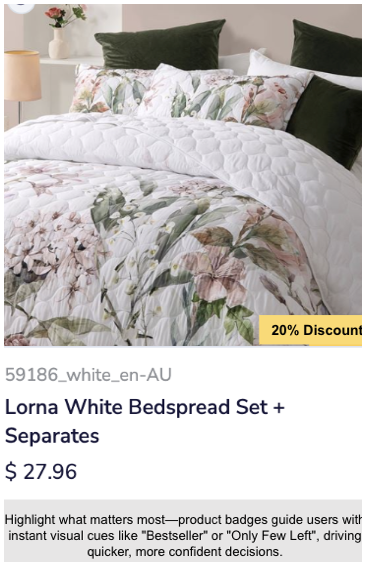 20% Discount
59186_white_en-AU
Lorna White Bedspread Set +
Separates
$ 27.96
Highlight what matters most—product badges guide users with
instant visual cues like "Bestseller" or "Only Few Left", driving
quicker, more confident decisions.